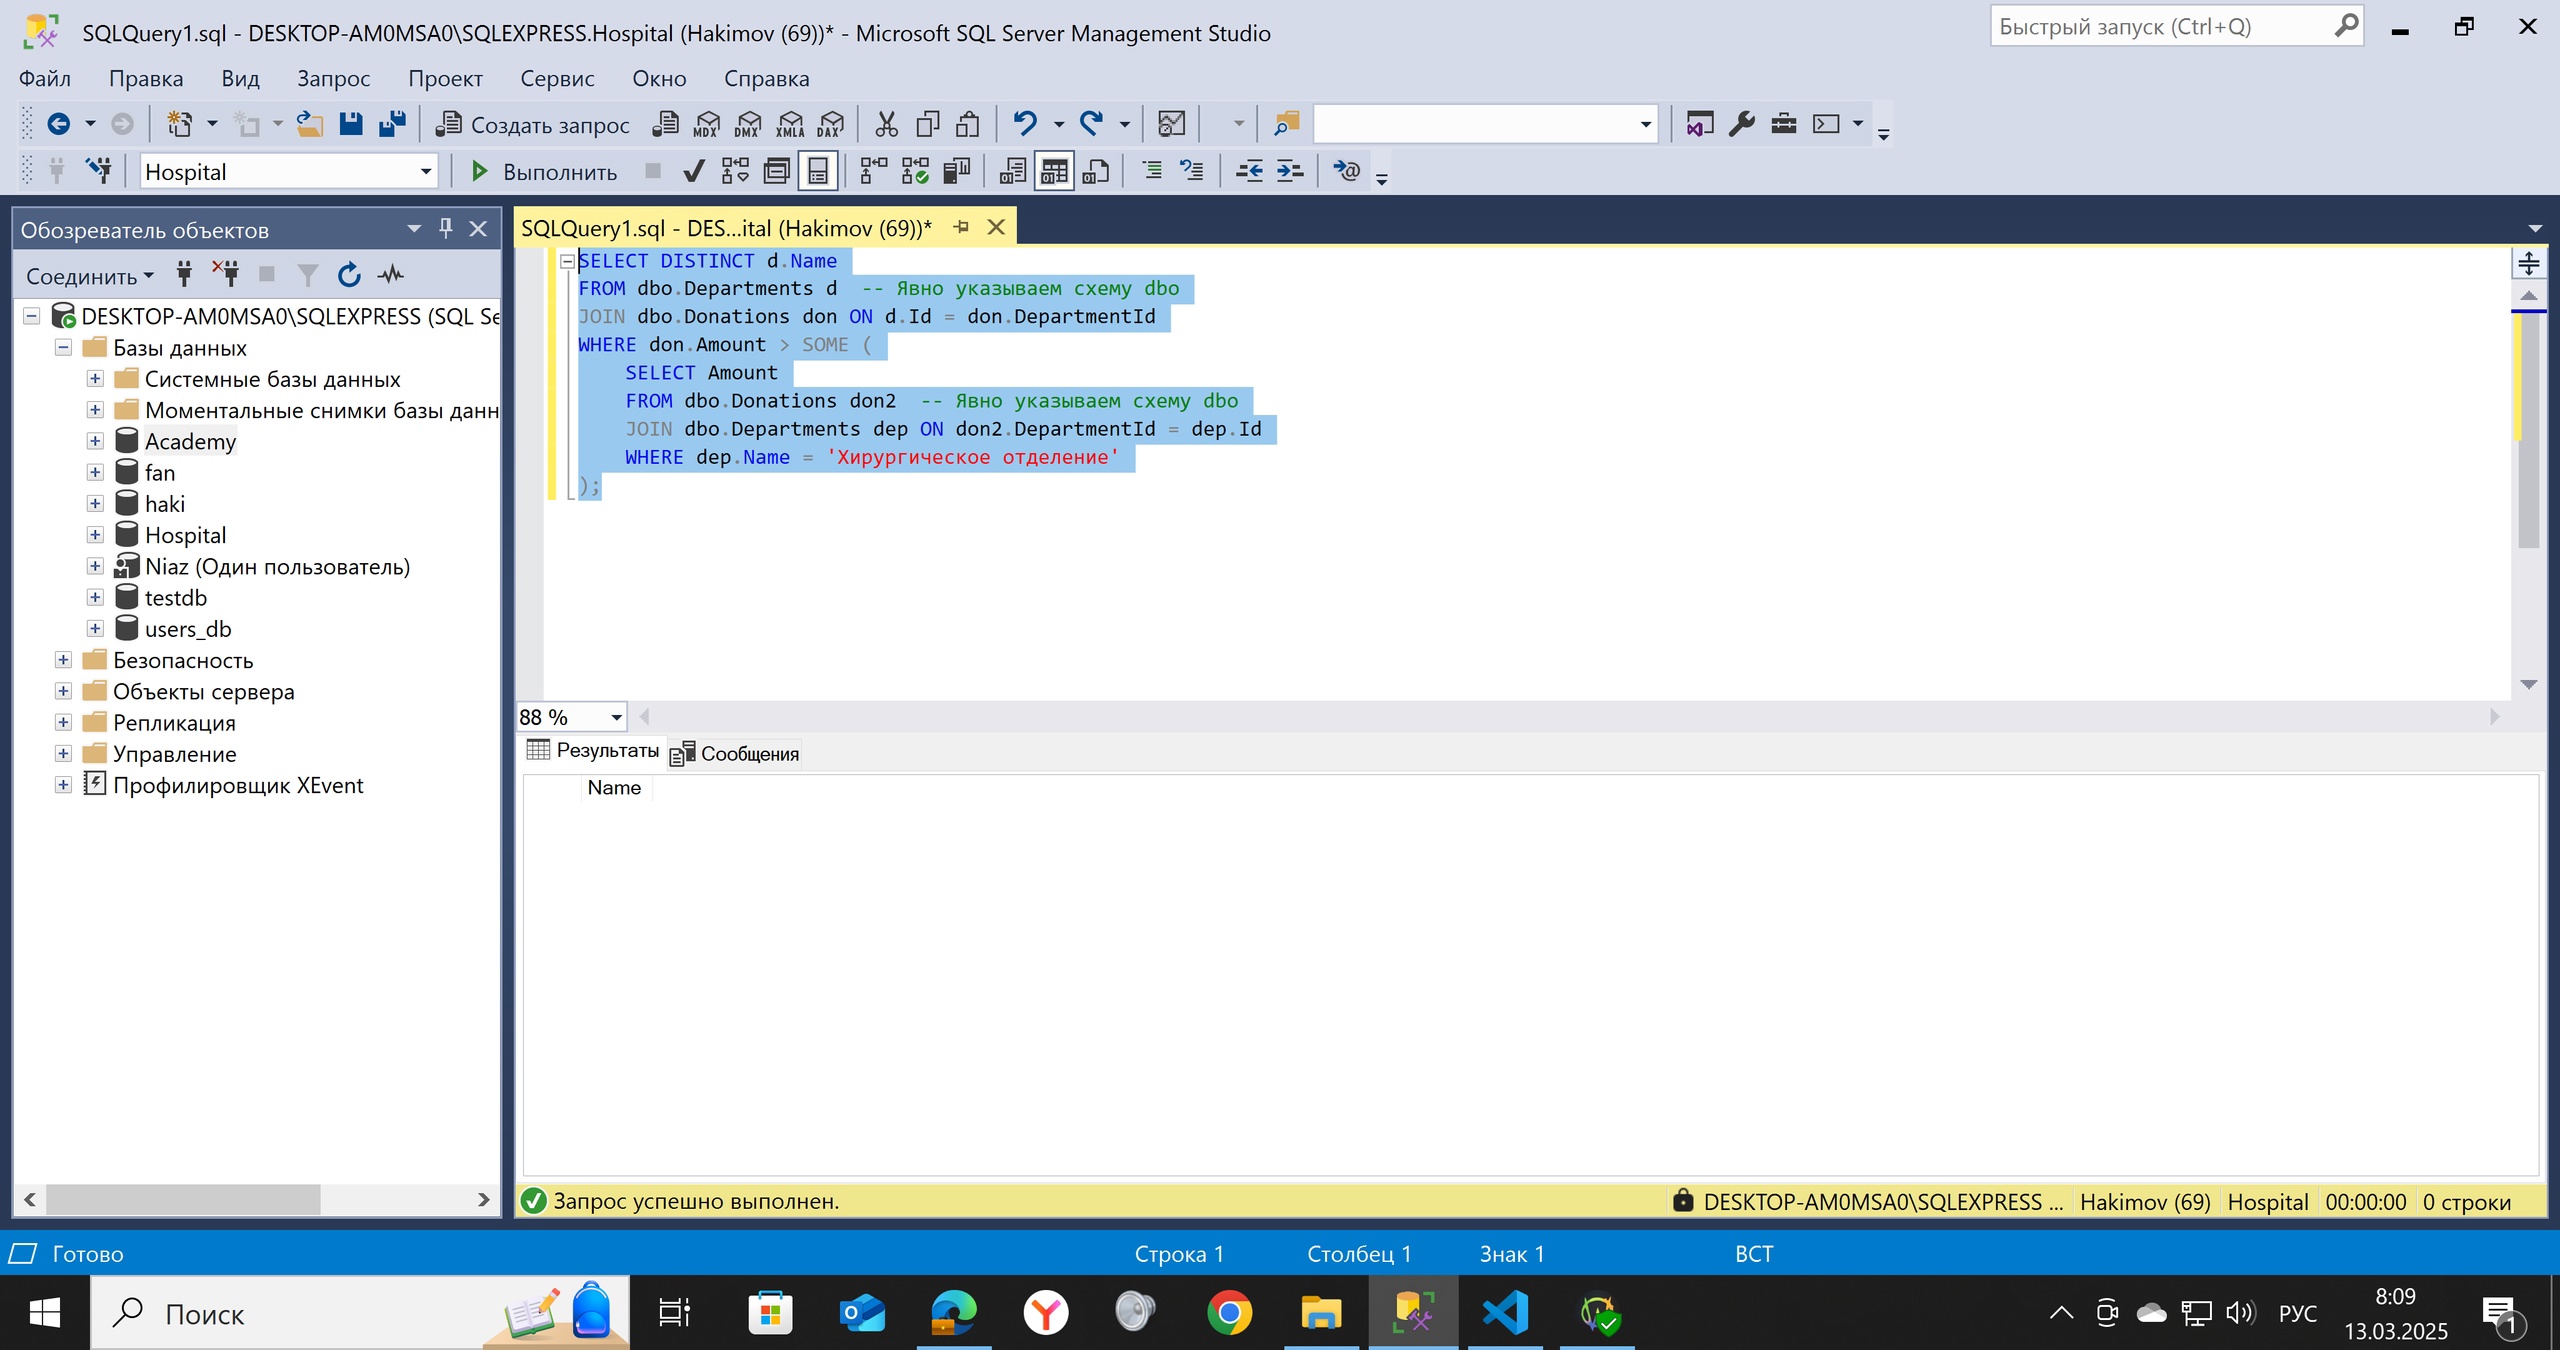 SQLQuery1.sql - DESKTOP-AM0MSA0\SQLEXPRESS.Hospital (Hakimov (69))* - Microsoft SQL Server Management Studio
Быстрый запуск (Ctrl+Q)
Файл Правка Вид Запрос Проект Сервис Окно Справка
Создать запрос MDX DMX XMLA DAX
Hospital Выполнить
Обозреватель объектов
Соединить
DESKTOP-AM0MSA0\SQLEXPRESS (SQL Se
Базы данных
Системные базы данных
Моментальные снимки базы данн
Academy
fan
haki
Hospital
Niaz (Один пользователь)
testdb
users_db
Безопасность
Объекты сервера
Репликация
Управление
Профилировщик XEvent
SQLQuery1.sql - DES...ital (Hakimov (69))*
SELECT DISTINCT d.Name
FROM dbo.Departments d  -- Явно указываем схему dbo
JOIN dbo.Donations don ON d.Id = don.DepartmentId
WHERE don.Amount > SOME (
    SELECT Amount
    FROM dbo.Donations don2  -- Явно указываем схему dbo
    JOIN dbo.Departments dep ON don2.DepartmentId = dep.Id
    WHERE dep.Name = 'Хирургическое отделение'
);
88 %
Результаты Сообщения
Name
Запрос успешно выполнен.
DESKTOP-AM0MSA0\SQLEXPRESS ... Hakimov (69) Hospital 00:00:00 0 строки
Готово Строка 1 Столбец 1 Знак 1 ВСТ
Поиск
РУС
8:09
13.03.2025
1